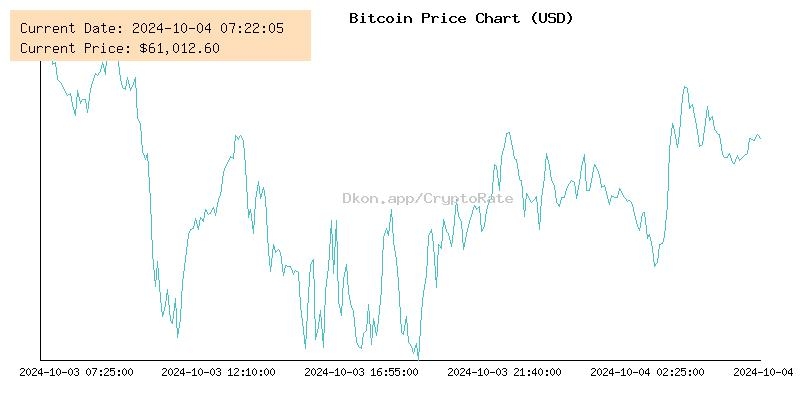 Bitcoin Price Chart (USD)
Current Date: 2024-10-04 07:22:05
Current Price: $61,012.60
Dkon.app/CryptoRate
2024-10-03 07:25:00 2024-10-03 12:10:00 2024-10-03 16:55:00 2024-10-03 21:40:00 2024-10-04 02:25:00 2024-10-04